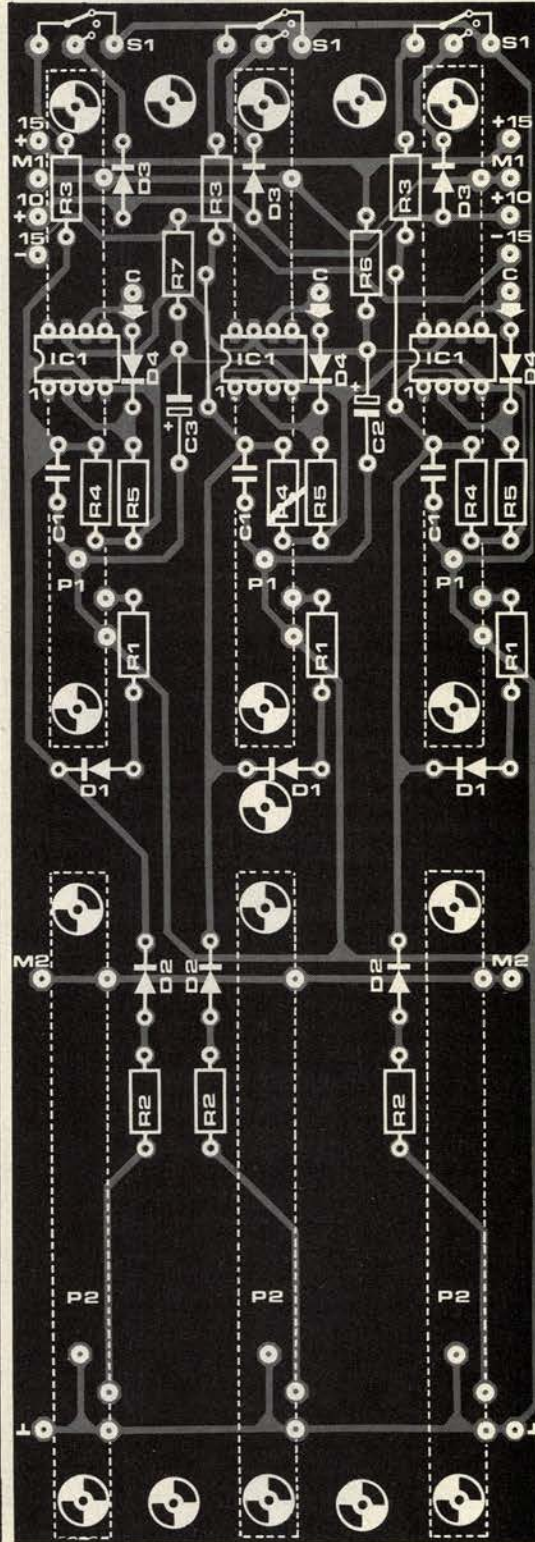 S1 S1 S1
15 +15
+
M1 D3 D3 D3 M1
R3 R3 R3
10 +10
+
15 -15
-
R7 R6
C C C
IC1 IC1 IC1
D4 D4 D4
1 1 1
+ +
C3 C2
R4 R5 R4 R5 R4 R5
C1 C1 C1
P1 P1 P1
R1 R1 R1
D1 D1 D1
M2 D2 D2 D2 M2
R2 R2 R2
P2 P2 P2